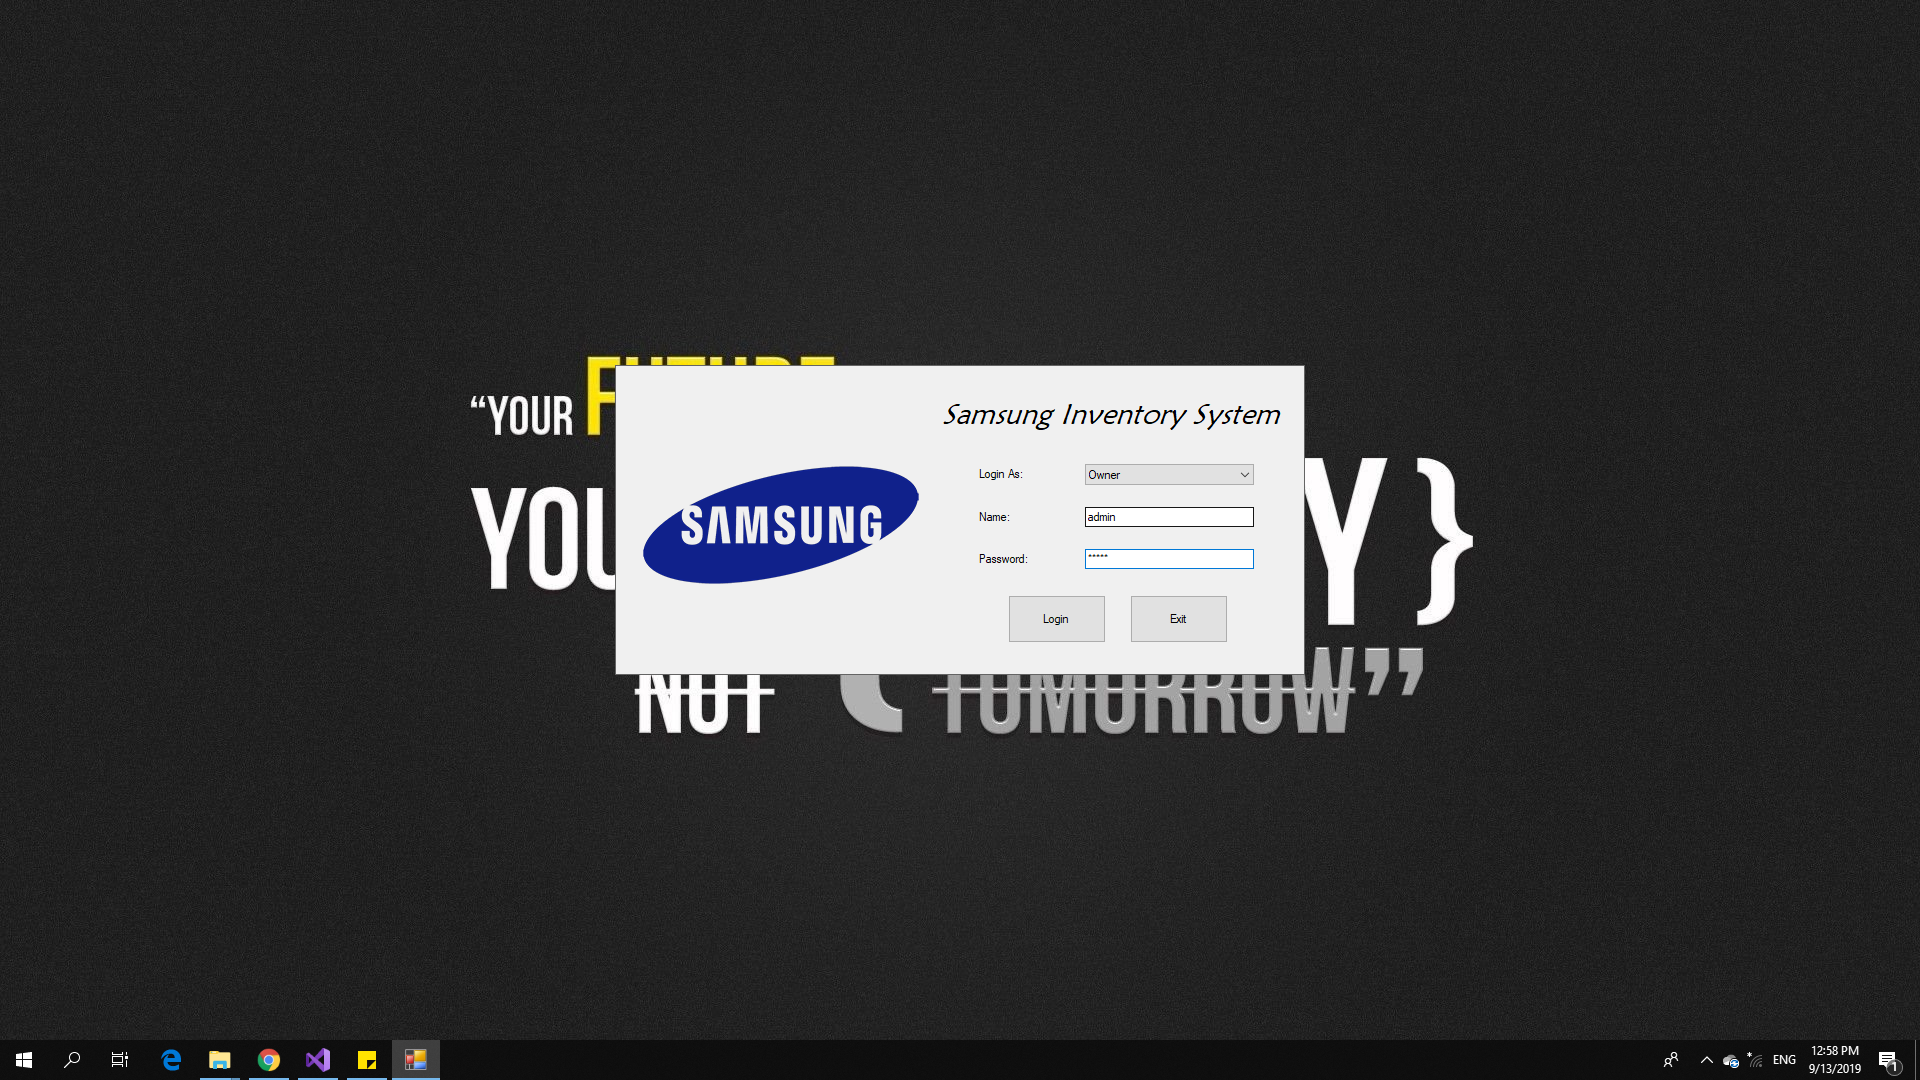 “YOUR
YOU
Y}
NOT
TOMORROW”
Samsung Inventory System
SAMSUNG
Login As:
Owner
Name:
admin
Password:
*****
Login
Exit
ENG
12:58 PM
9/13/2019
1